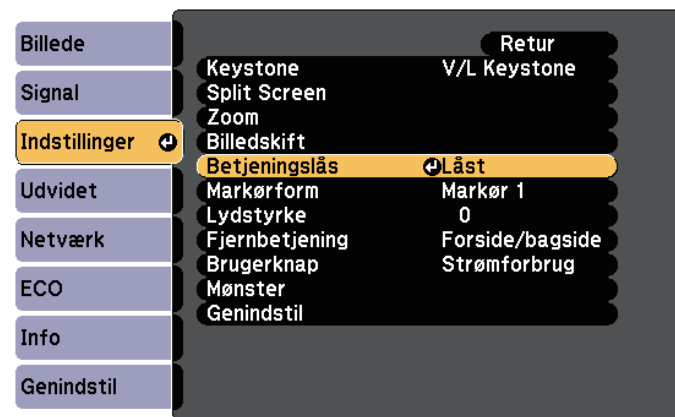 Billede
Signal
Indstillinger
Udvidet
Netværk
ECO
Info
Genindstil
Retur
Keystone V/L Keystone
Split Screen
Zoom
Billedskift
Betjeningslås Låst
Markørform Markør 1
Lydstyrke 0
Fjernbetjening Forside/bagside
Brugerknap Strømforbrug
Mønster
Genindstil